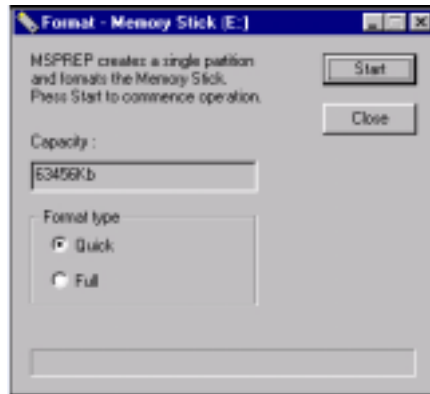 Format - Memory Stick (E:)
MSPREP creates a single partition
and formats the Memory Stick.
Press Start to commence operation.
Start
Close
Capacity :
63456Kb
Format type
Quick
Full